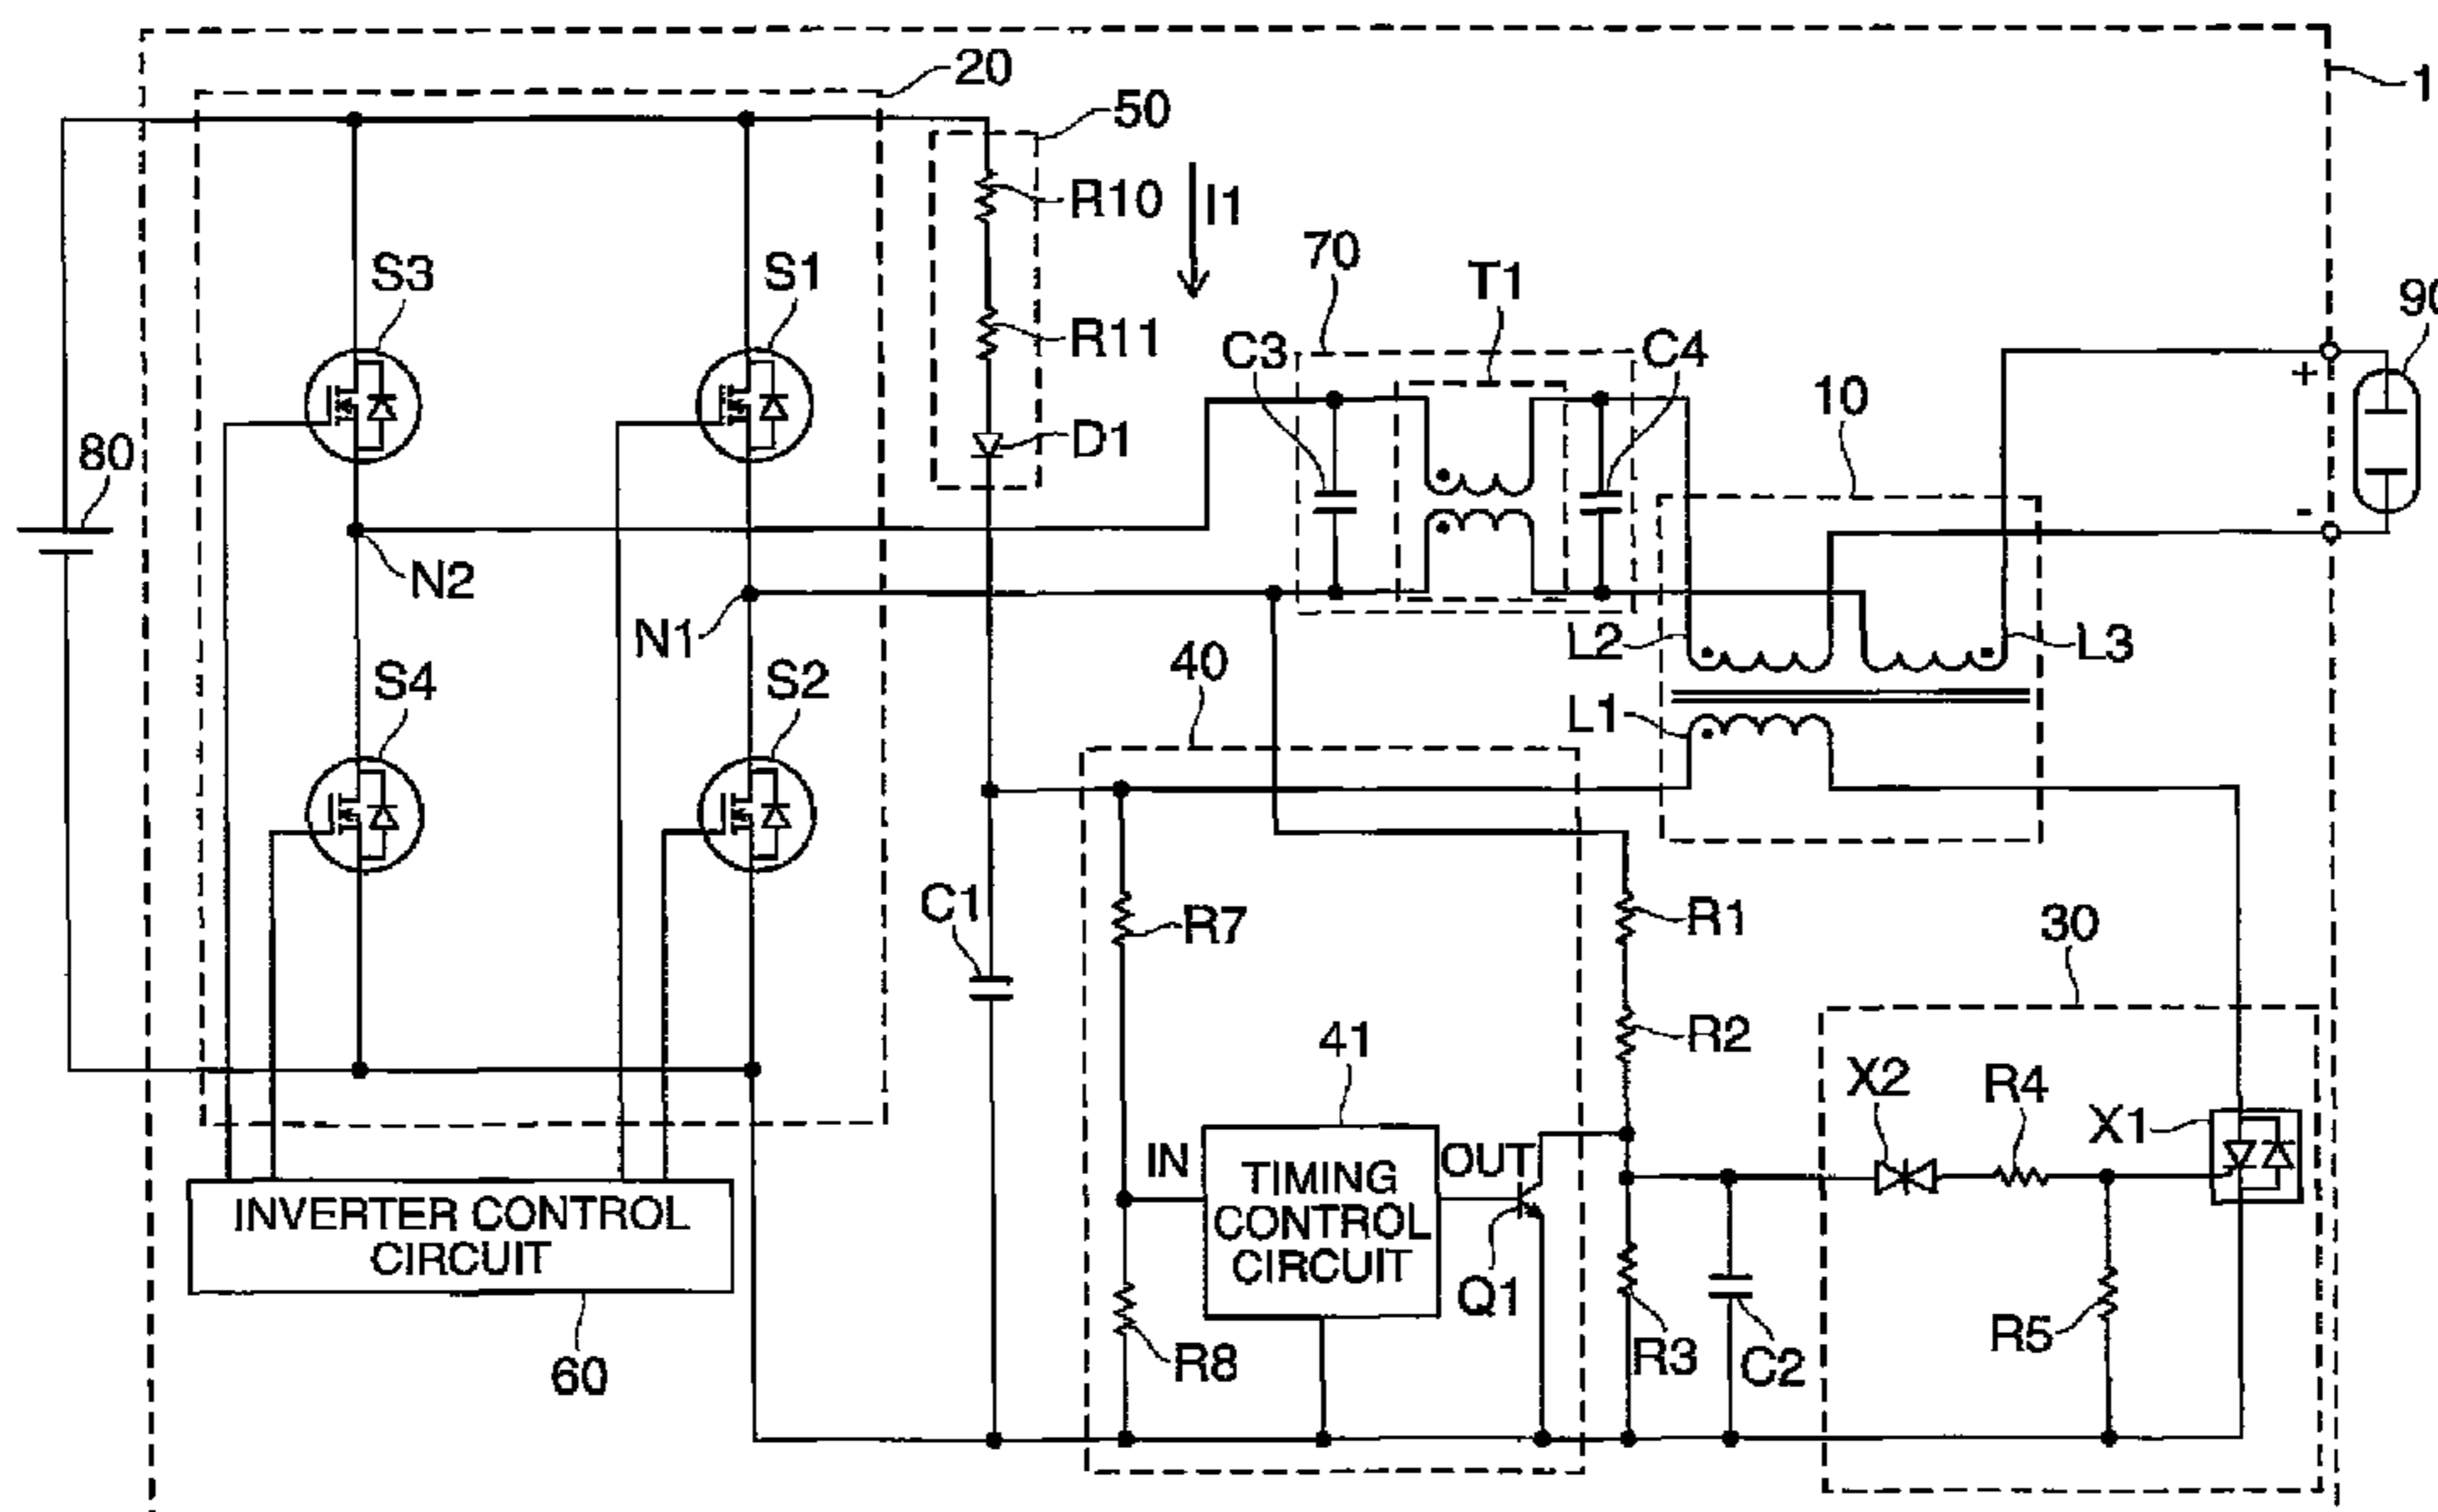 20
1
50
R10
I1
S3
S1
70
T1
R11
C3
C4
90
10
+
80
D1
-
N2
N1
L2
L3
40
S4
S2
L1
C1
R7
R1
30
R2
41
X2
R4
X1
IN
OUT
TIMING
CONTROL
CIRCUIT
INVERTER CONTROL
CIRCUIT
Q1
R8
R3
C2
R5
60